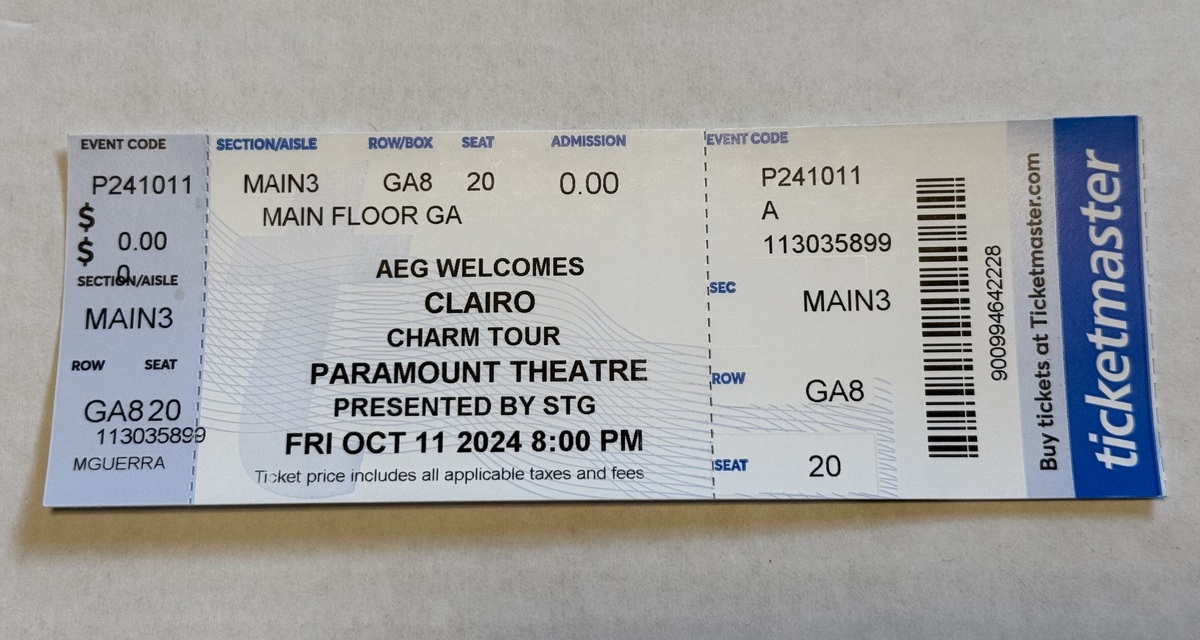 EVENT CODE
P241011
$
$ 0.00
0
SECTION/AISLE
MAIN3
ROW SEAT
GA8 20
113035899
MGUERRA
SECTION/AISLE ROW/BOX SEAT ADMISSION
MAIN3 GA8 20 0.00
MAIN FLOOR GA
AEG WELCOMES
CLAIRO
CHARM TOUR
PARAMOUNT THEATRE
PRESENTED BY STG
FRI OCT 11 2024 8:00 PM
Ticket price includes all applicable taxes and fees
EVENT CODE
P241011
A
113035899
SEC MAIN3
ROW GA8
SEAT 20
900994642228
Buy tickets at Ticketmaster.com
ticketmaster